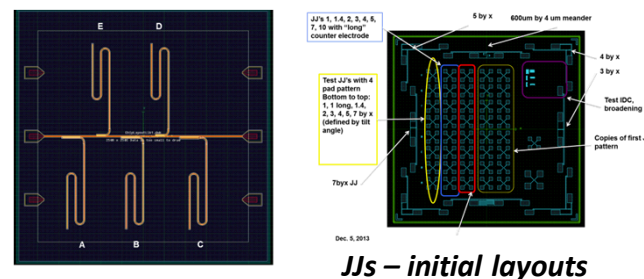 E D
A B C
JJ's 1, 1.4, 2, 3, 4, 5,
7, 10 with "long"
counter electrode
5 by x
600um by 4 um meander
4 by x
3 by x
Test JJ's with 4
pad pattern
Bottom to top:
1, 1 long, 1.4,
2, 3, 4, 5, 7 by x
(defined by tilt
angle)
Test IDC,
broadening
Copies of first J
pattern
7byx JJ
Dec. 5, 2013
JJs – initial layouts